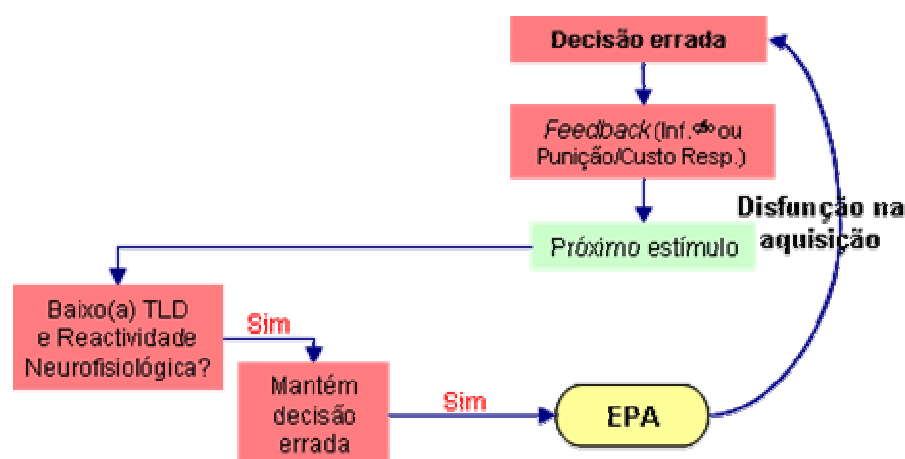 Decisão errada
Feedback (Inf. ou
Punição/Custo Resp.)
Disfunção na
aquisição
Próximo estímulo
Baixo(a) TLD
e Reactividade
Neurofisiológica?
Sim
Mantém
decisão
errada
Sim
EPA